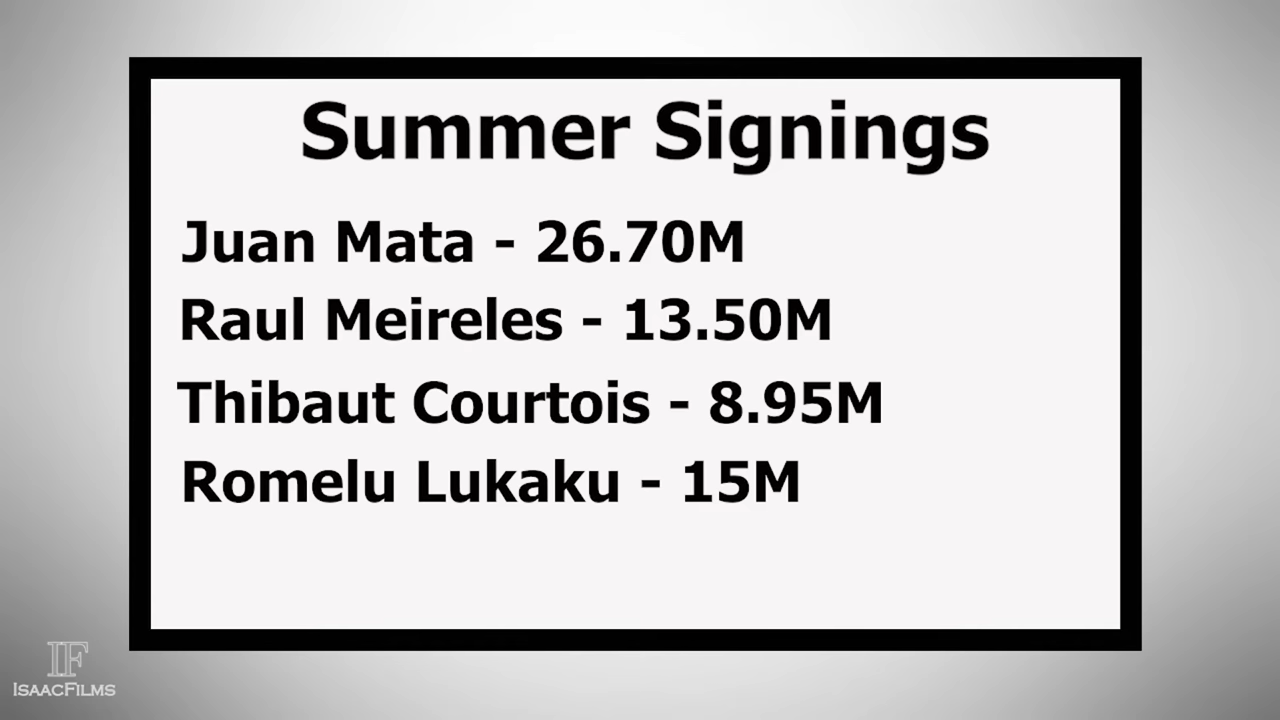 Summer Signings
Juan Mata - 26.70M
Raul Meireles - 13.50M
Thibaut Courtois - 8.95M
Romelu Lukaku - 15M
IF
ISAACFILMS